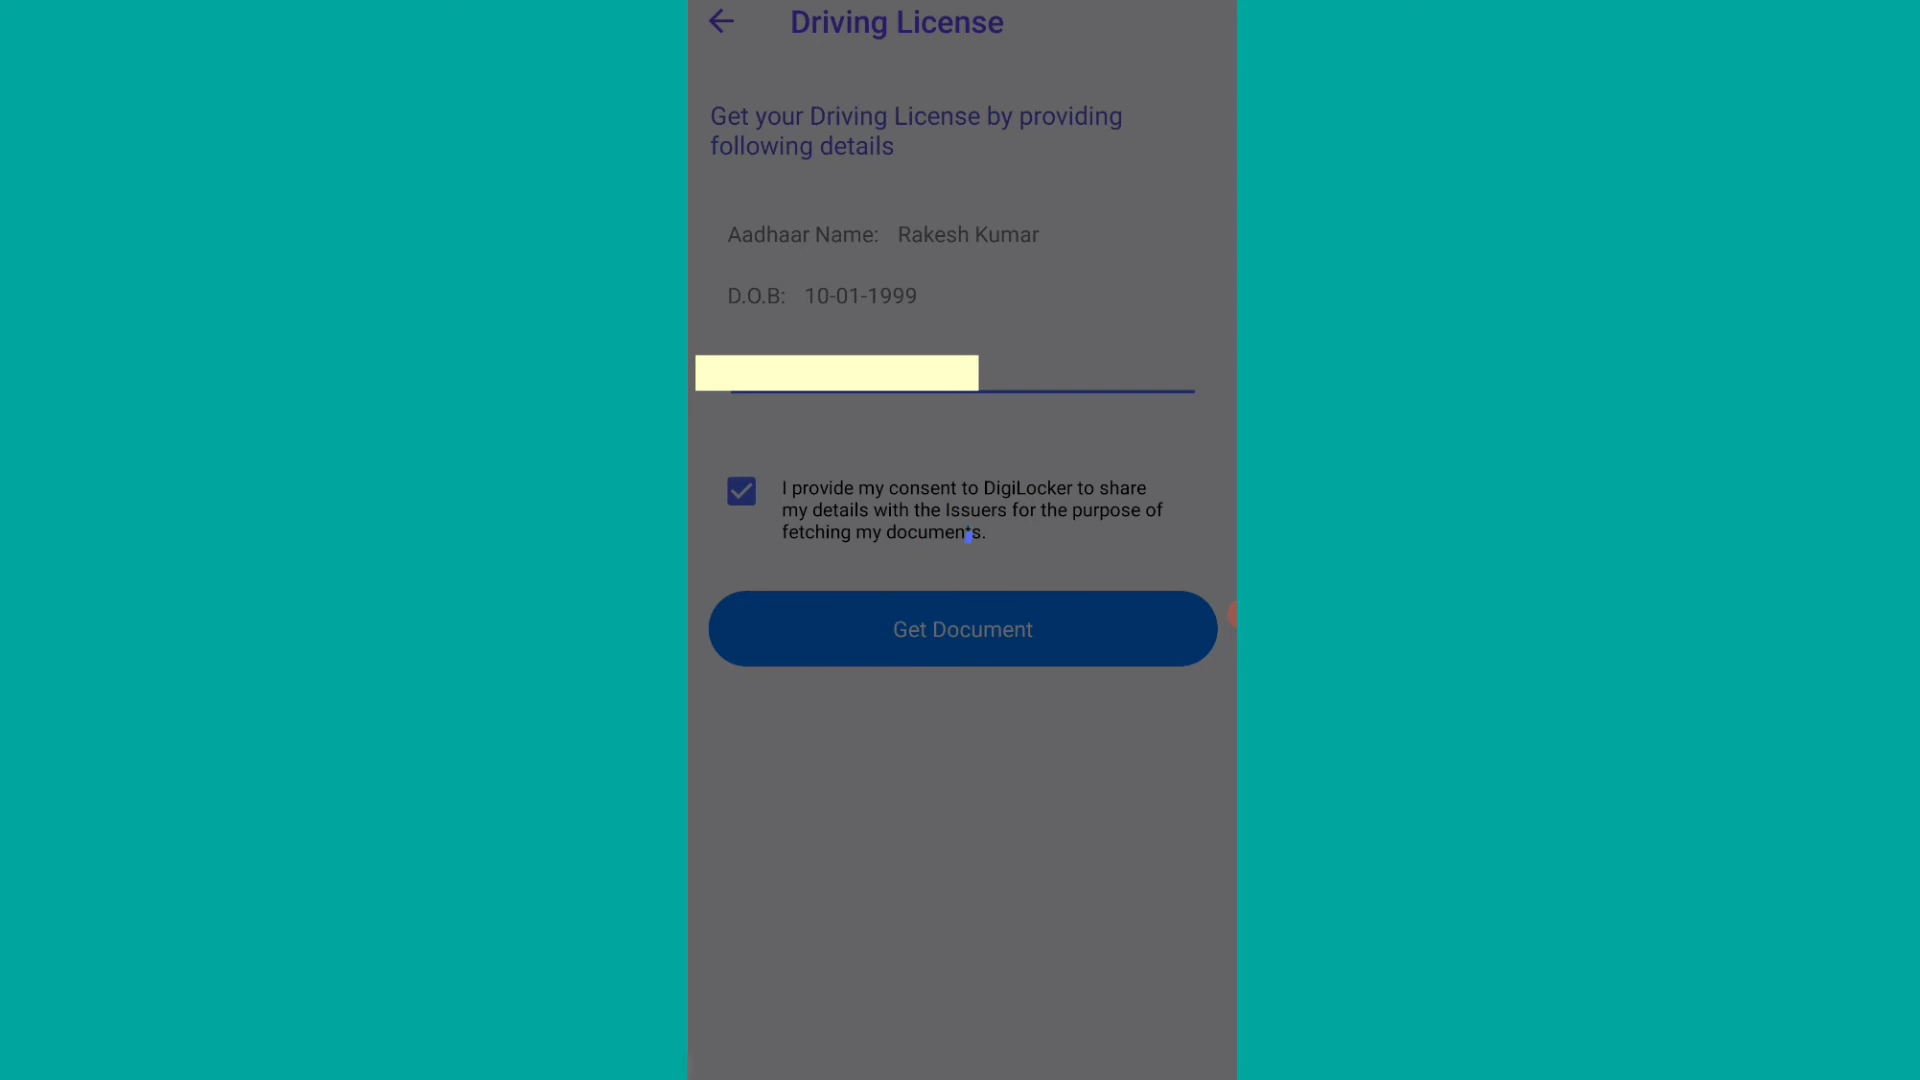 Driving License
Get your Driving License by providing
following details
Aadhaar Name: Rakesh Kumar
D.O.B: 10-01-1999
I provide my consent to DigiLocker to share
my details with the Issuers for the purpose of
fetching my documents.
Get Document